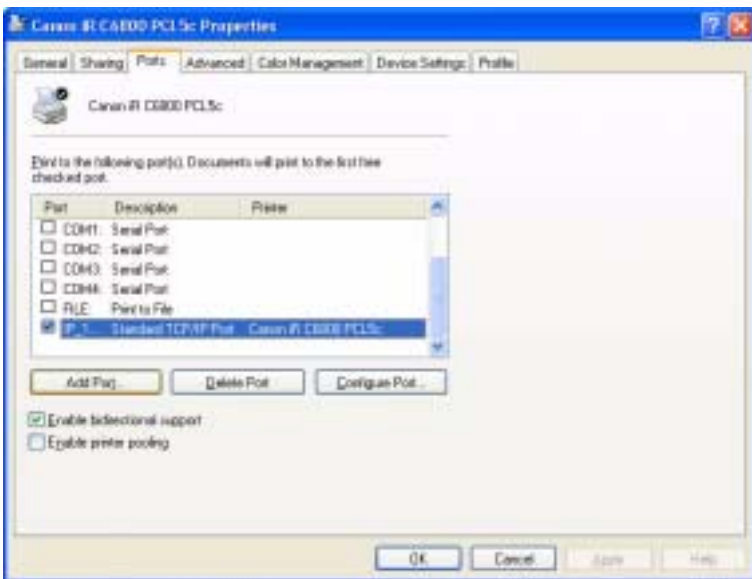 Canon iR C6800 PCL5c Properties
General Sharing Ports Advanced Color Management Device Settings Profile
Canon iR C6800 PCL5c
Print to the following port(s). Documents will print to the first free
checked port.
Port Description Printer
COM1: Serial Port
COM2: Serial Port
COM3: Serial Port
COM4: Serial Port
FILE: Print to File
IP_1... Standard TCP/IP Port Canon iR C6800 PCL5c
Add Port... Delete Port Configure Port...
Enable bidirectional support
Enable printer pooling
OK Cancel Apply Help